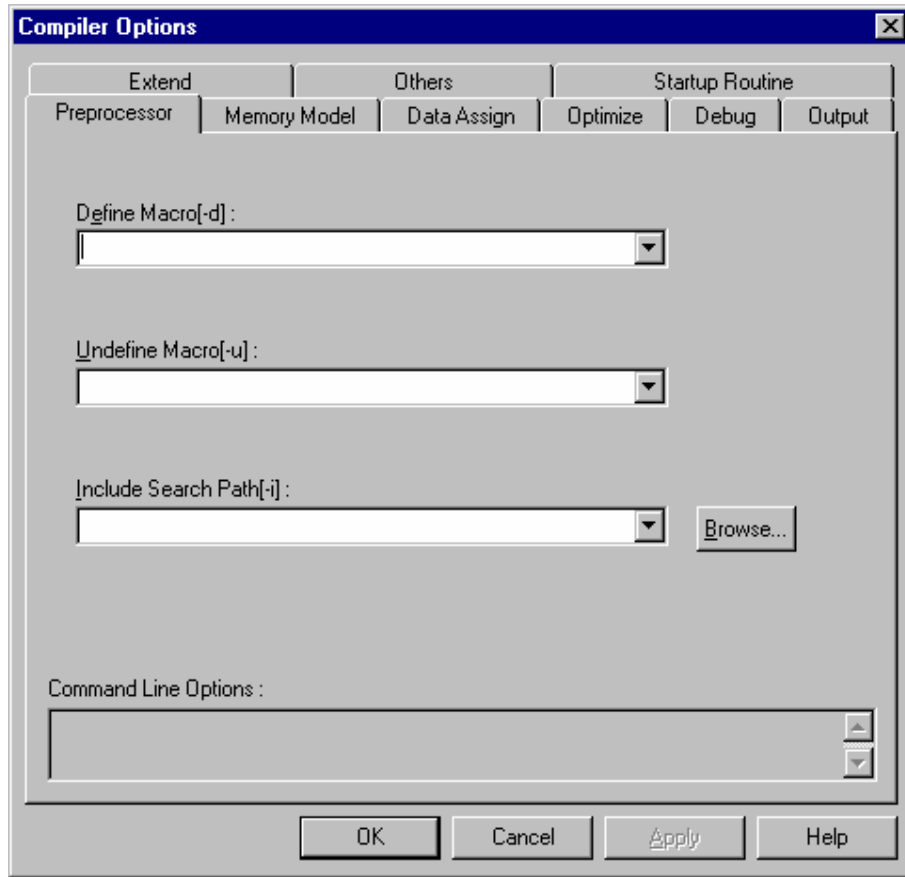 Compiler Options
Extend Others Startup Routine
Preprocessor Memory Model Data Assign Optimize Debug Output
Define Macro[-d] :
Undefine Macro[-u] :
Include Search Path[-i] :
Browse...
Command Line Options :
OK Cancel Apply Help